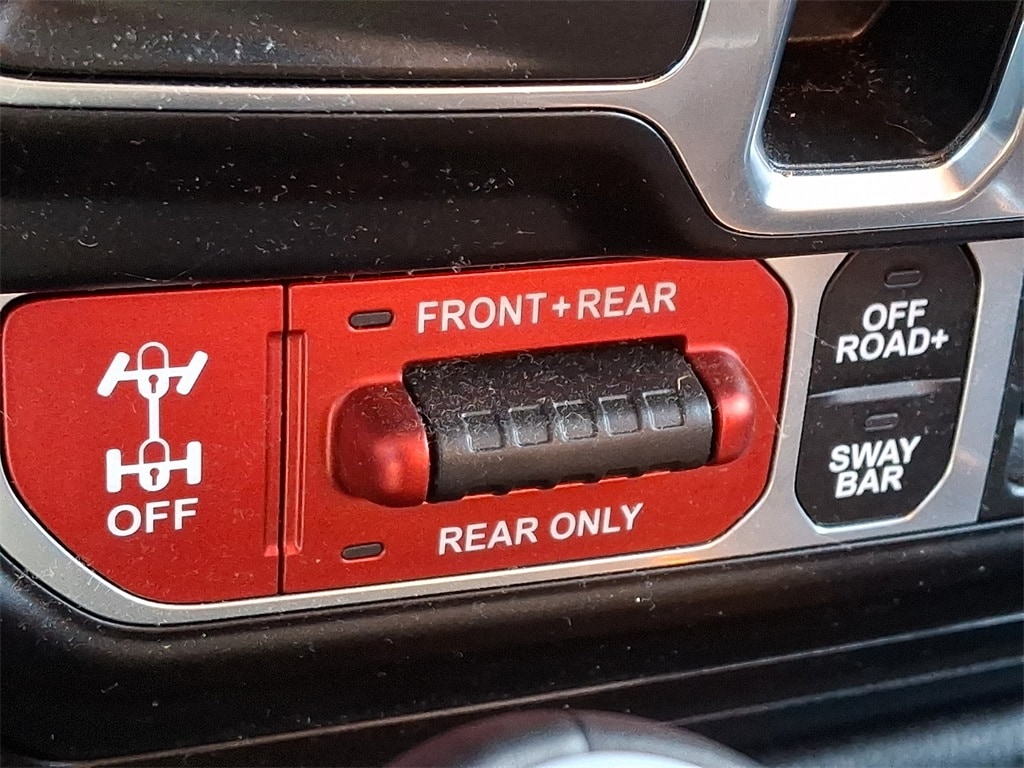 FRONT+REAR
OFF
REAR ONLY
OFF
ROAD+
SWAY
BAR